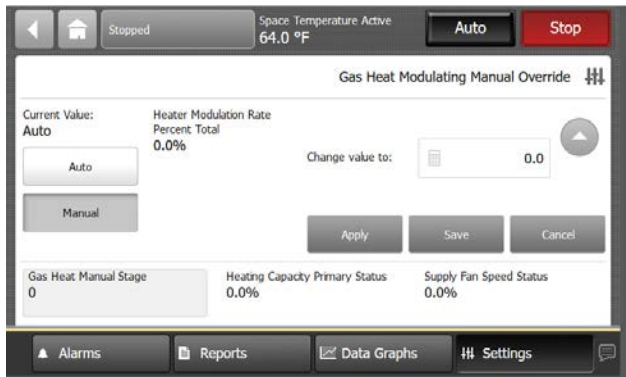 Stopped
Space Temperature Active
64.0 °F
Auto
Stop
Gas Heat Modulating Manual Override
Current Value:
Auto
Heater Modulation Rate
Percent Total
0.0%
Auto
Manual
Change value to:
0.0
Apply
Save
Cancel
Gas Heat Manual Stage
0
Heating Capacity Primary Status
0.0%
Supply Fan Speed Status
0.0%
Alarms
Reports
Data Graphs
Settings